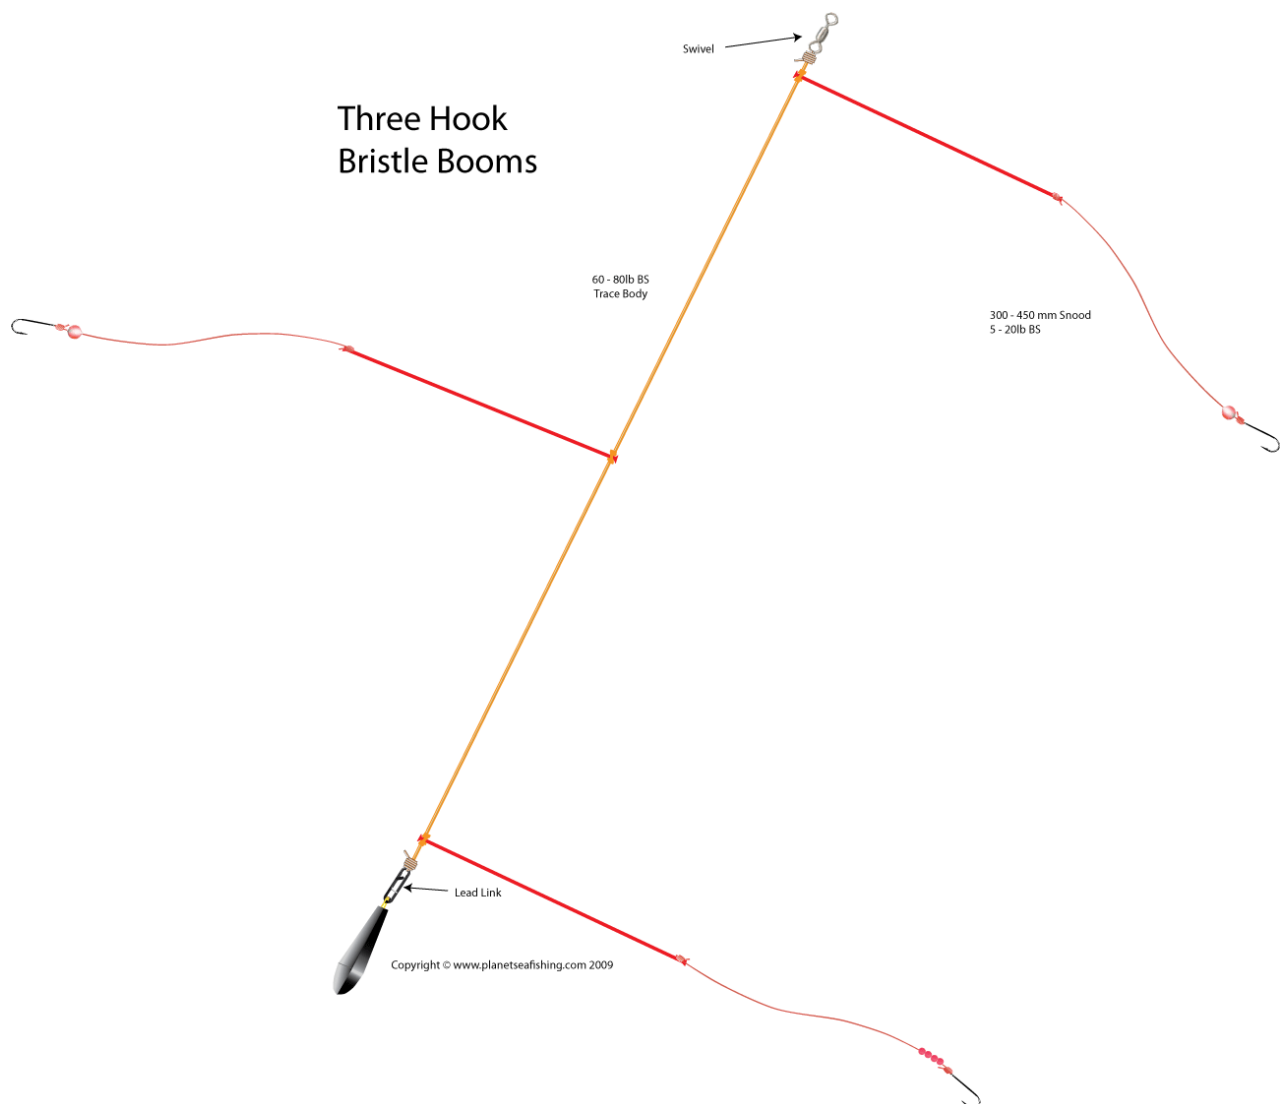 Swivel
Three Hook
Bristle Booms
60 - 80lb BS
Trace Body
300 - 450 mm Snood
5 - 20lb BS
Lead Link
Copyright © www.planetseafishing.com 2009